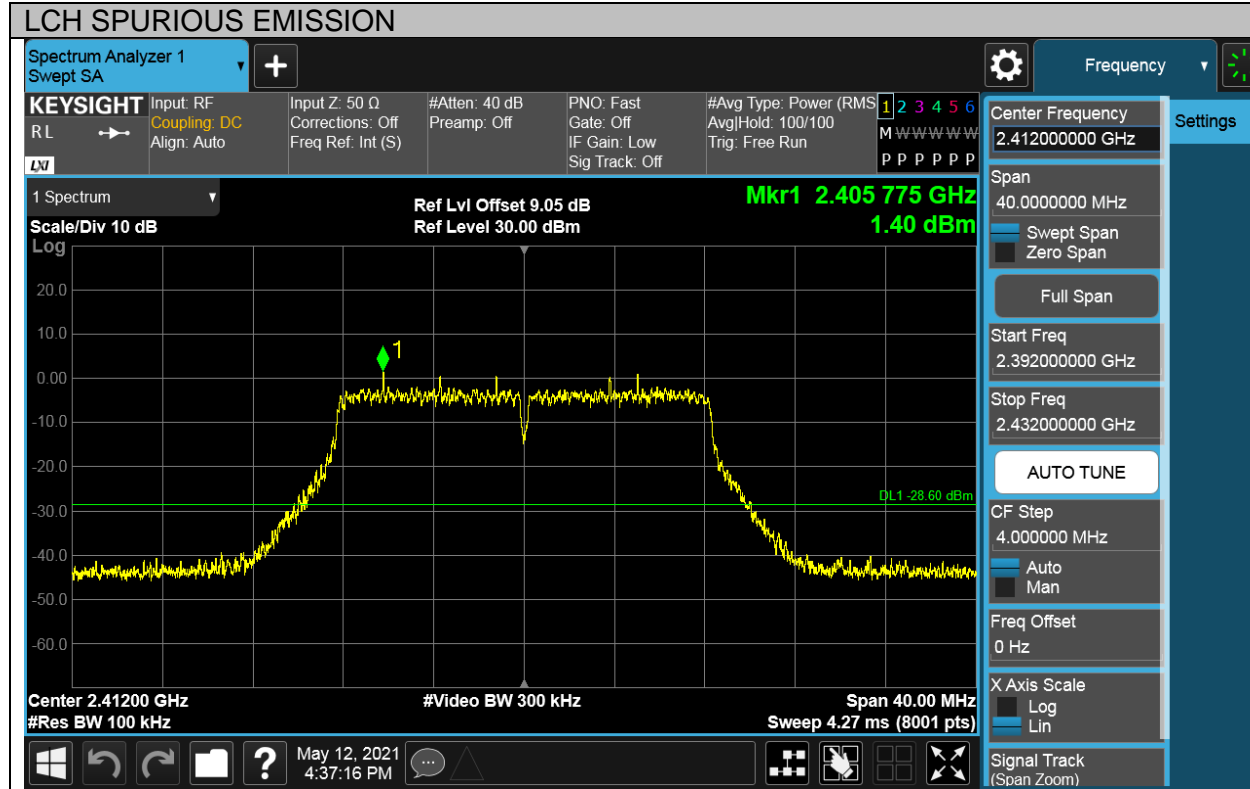 LCH SPURIOUS EMISSION
Spectrum Analyzer 1
Swept SA
Frequency
KEYSIGHT
RL
LXI
Input: RF
Coupling: DC
Align: Auto
Input Z: 50 Ω
Corrections: Off
Freq Ref: Int (S)
#Atten: 40 dB
Preamp: Off
PNO: Fast
Gate: Off
IF Gain: Low
Sig Track: Off
#Avg Type: Power (RMS
Avg|Hold: 100/100
Trig: Free Run
1 2 3 4 5 6
M W W W W W
P P P P P P
1 Spectrum
Scale/Div 10 dB
Log
Ref Lvl Offset 9.05 dB
Ref Level 30.00 dBm
Mkr1 2.405 775 GHz
1.40 dBm
20.0
10.0
0.00
-10.0
-20.0
-30.0
-40.0
-50.0
-60.0
1
DL1 -28.60 dBm
Center 2.41200 GHz
#Res BW 100 kHz
#Video BW 300 kHz
Span 40.00 MHz
Sweep 4.27 ms (8001 pts)
Center Frequency
2.412000000 GHz
Settings
Span
40.0000000 MHz
Swept Span
Zero Span
Full Span
Start Freq
2.392000000 GHz
Stop Freq
2.432000000 GHz
AUTO TUNE
CF Step
4.000000 MHz
Auto
Man
Freq Offset
0 Hz
X Axis Scale
Log
Lin
Signal Track
(Span Zoom)
?
May 12, 2021
4:37:16 PM